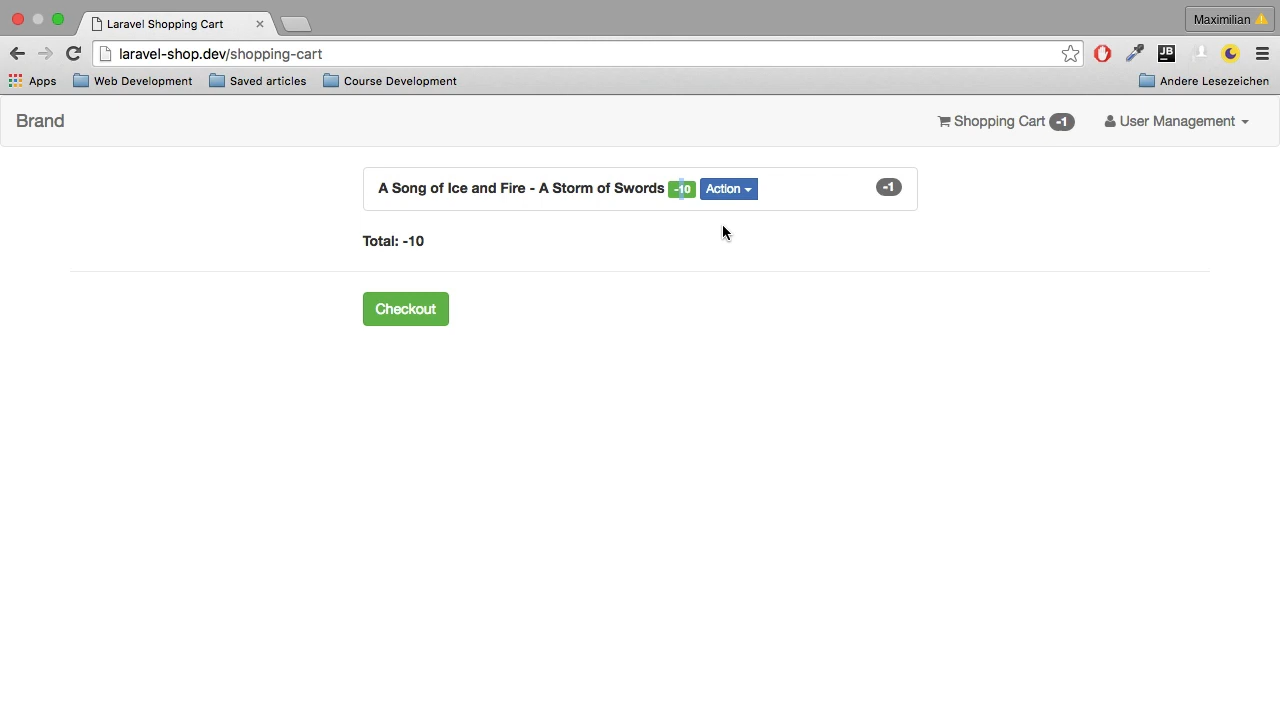 Laravel Shopping Cart
Maximilian
laravel-shop.dev/shopping-cart
JB
Apps Web Development Saved articles Course Development Andere Lesezeichen
Brand Shopping Cart -1 User Management
A Song of Ice and Fire - A Storm of Swords -10 Action -1
Total: -10
Checkout